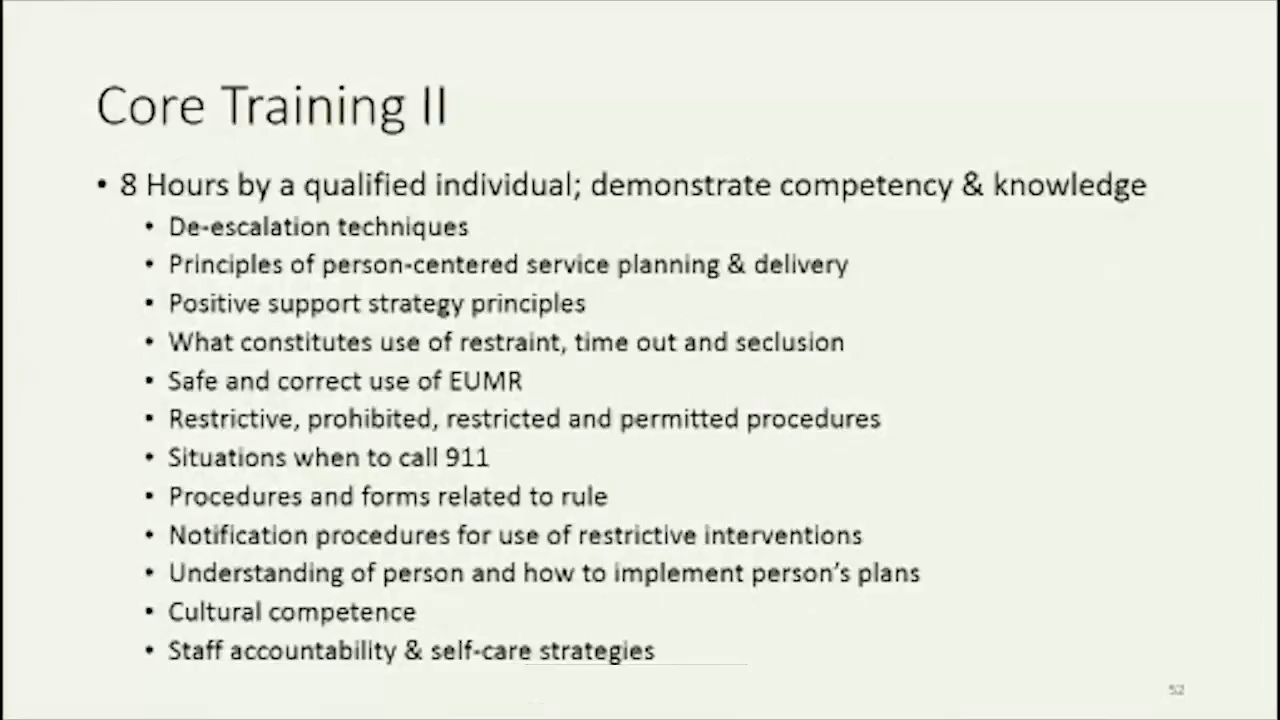 Core Training II
• 8 Hours by a qualified individual; demonstrate competency & knowledge
• De-escalation techniques
• Principles of person-centered service planning & delivery
• Positive support strategy principles
• What constitutes use of restraint, time out and seclusion
• Safe and correct use of EUMR
• Restrictive, prohibited, restricted and permitted procedures
• Situations when to call 911
• Procedures and forms related to rule
• Notification procedures for use of restrictive interventions
• Understanding of person and how to implement person’s plans
• Cultural competence
• Staff accountability & self-care strategies
52